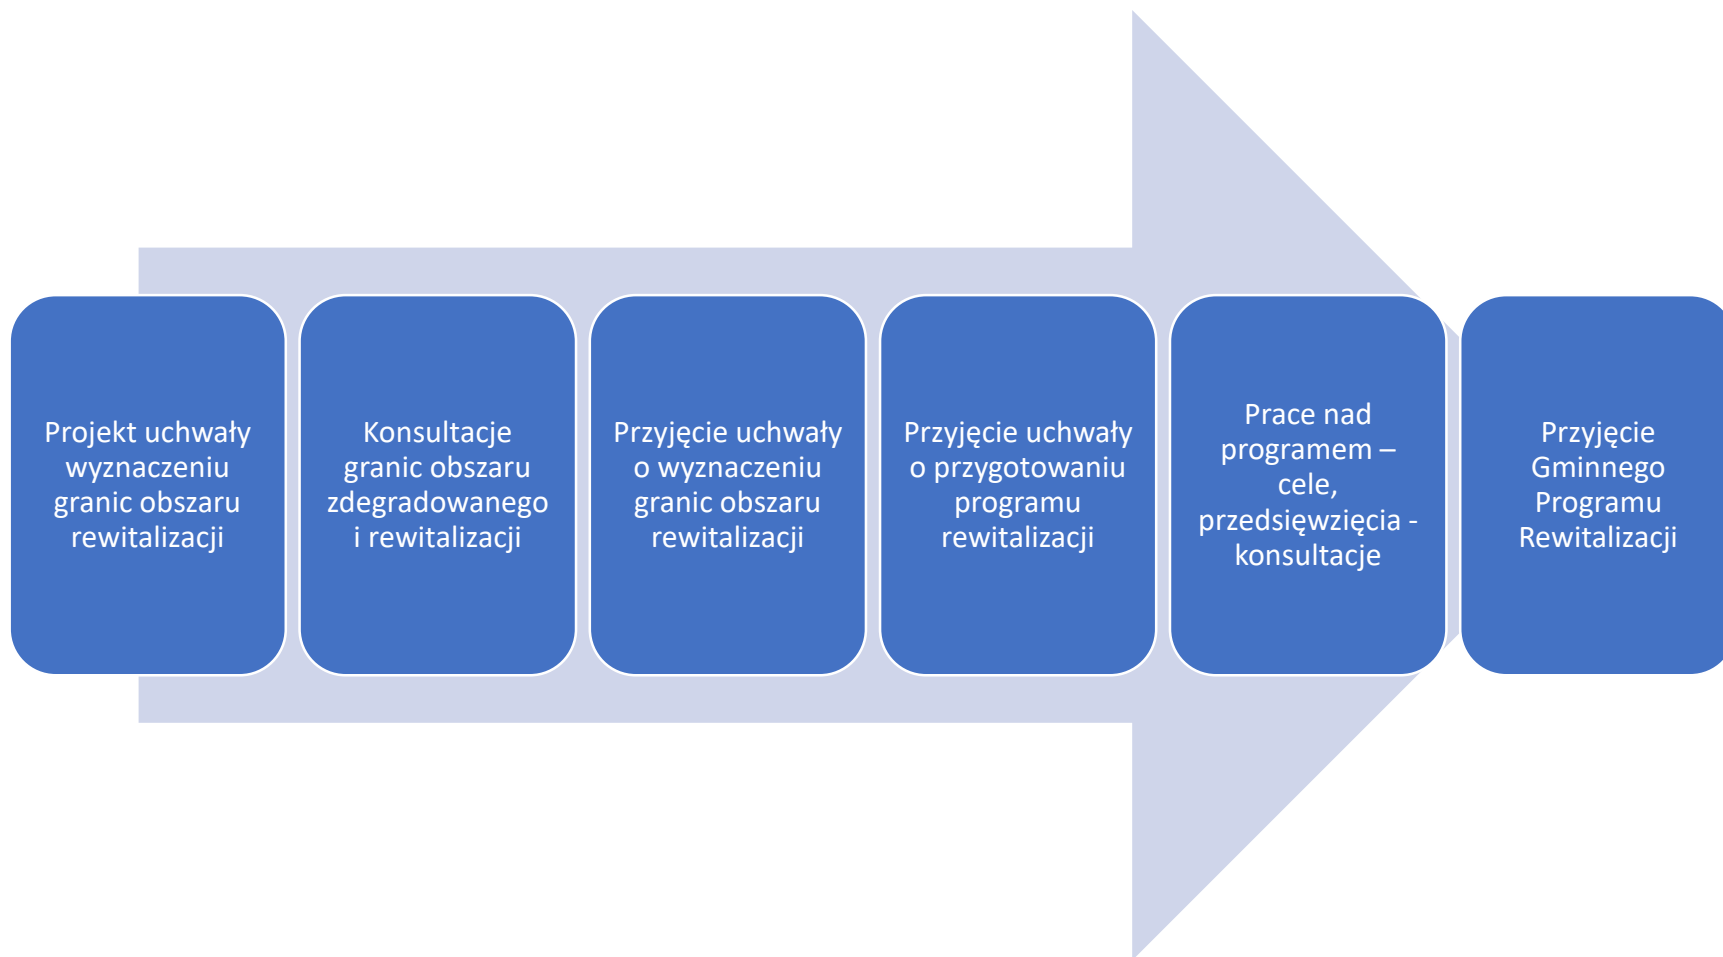 Projekt uchwały
wyznaczeniu
granic obszaru
rewitalizacji
Konsultacje
granic obszaru
zdegradowanego
i rewitalizacji
Przyjęcie uchwały
o wyznaczeniu
granic obszaru
rewitalizacji
Przyjęcie uchwały
o przygotowaniu
programu
rewitalizacji
Prace nad
programem –
cele,
przedsięwzięcia -
konsultacje
Przyjęcie
Gminnego
Programu
Rewitalizacji